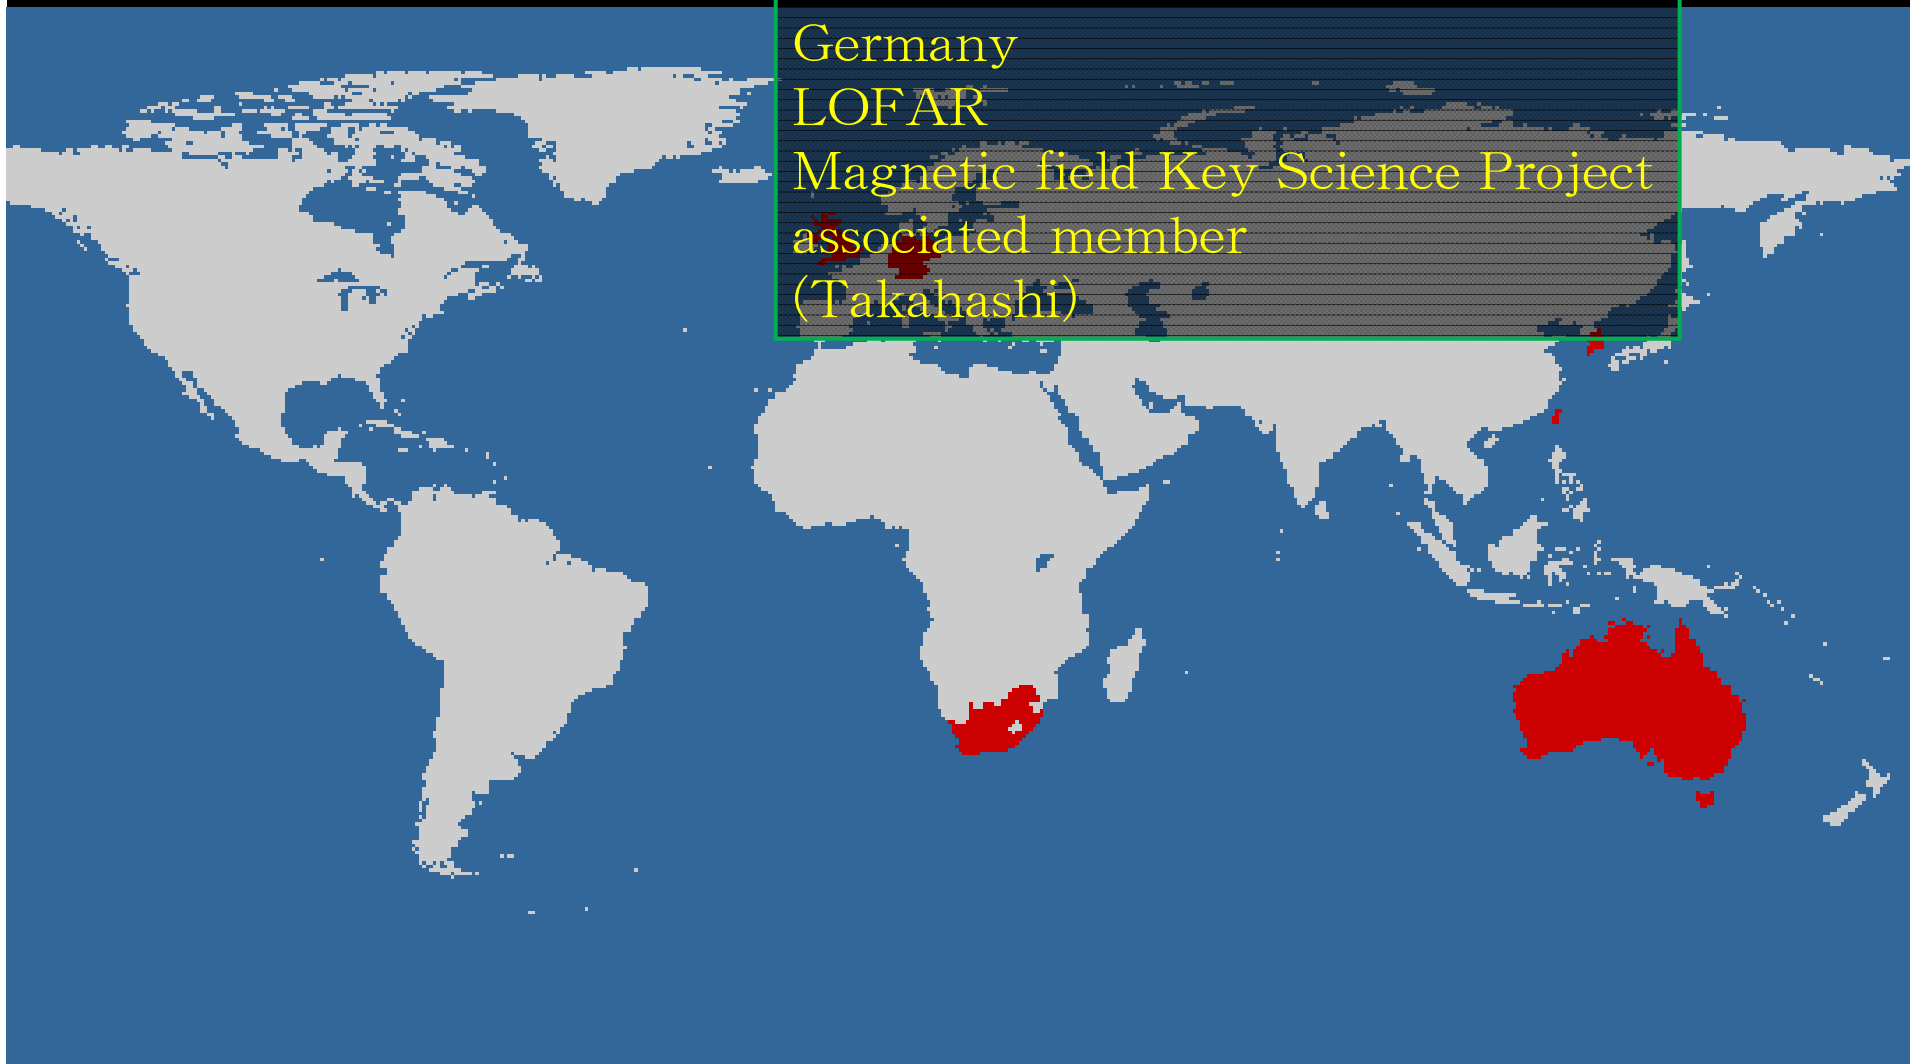 Germany
LOFAR
Magnetic field Key Science Project
associated member
(Takahashi)